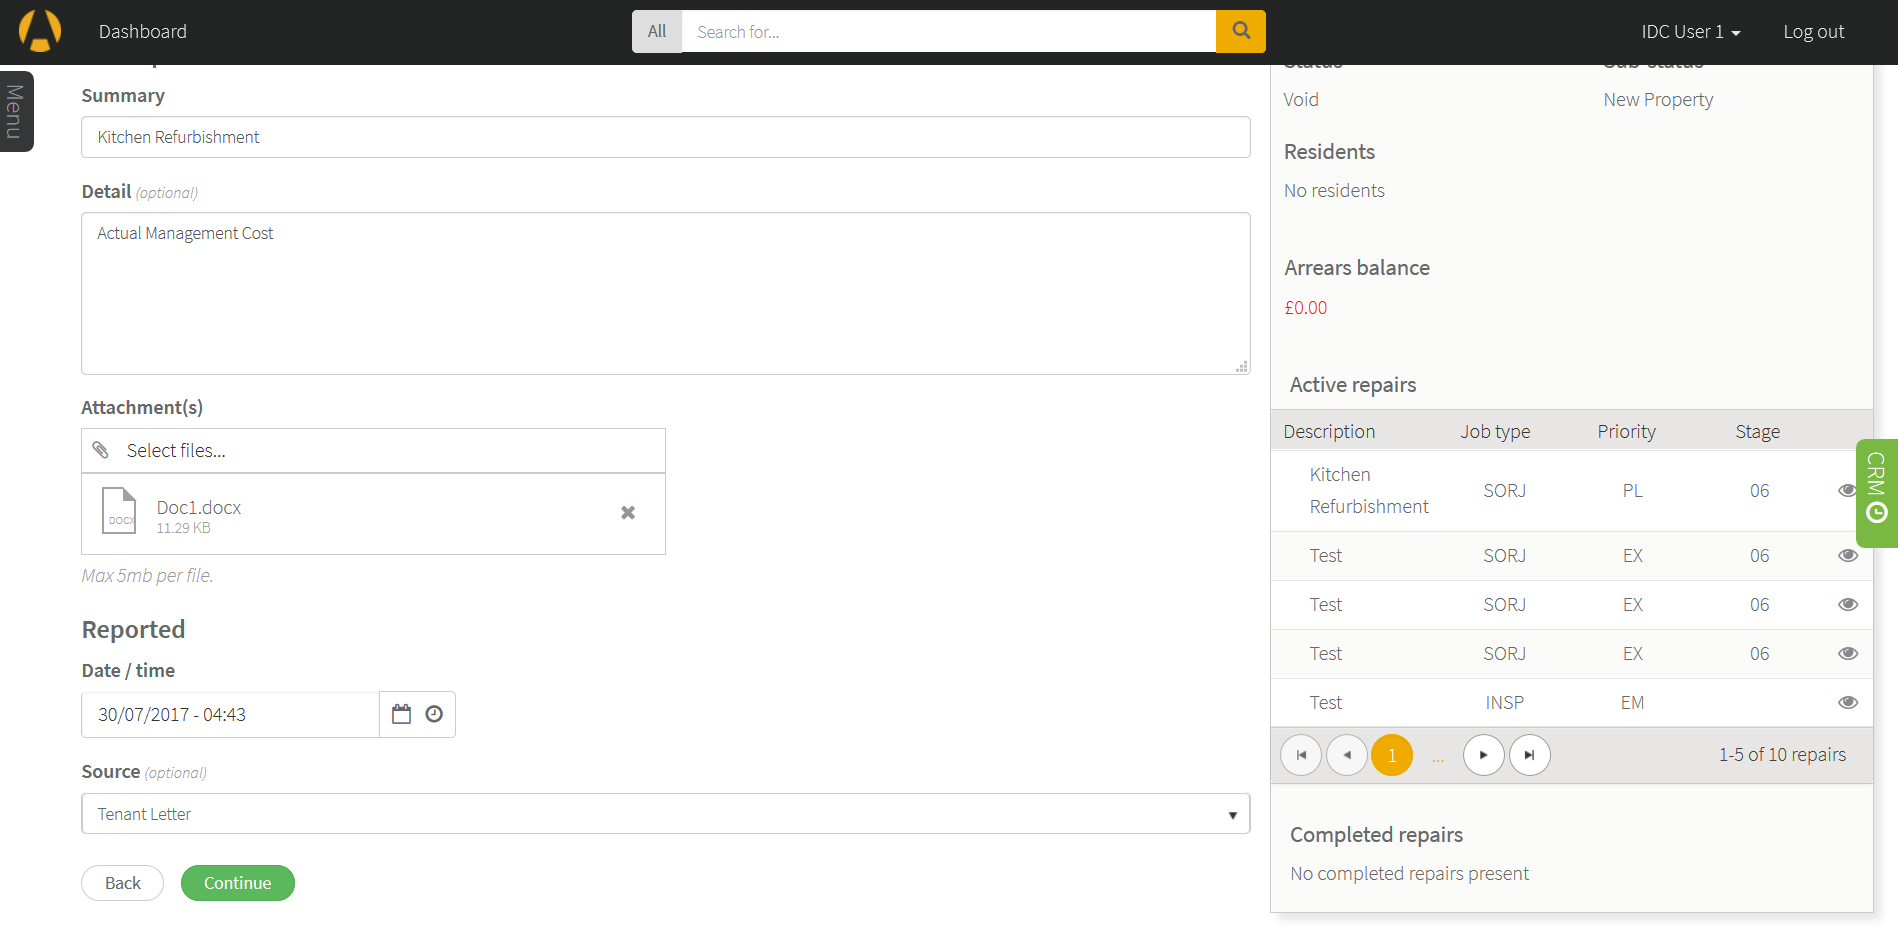 Dashboard
All
Search for...
IDC User 1
Log out
Menu
Summary
Kitchen Refurbishment
Detail (optional)
Actual Management Cost
Attachment(s)
Select files...
DOCX
Doc1.docx
11.29 KB
Max 5mb per file.
Reported
Date / time
30/07/2017 - 04:43
Source (optional)
Tenant Letter
Back
Continue
Status Sub-status
Void New Property
Residents
No residents
Arrears balance
£0.00
Active repairs
Description Job type Priority Stage
Kitchen
Refurbishment SORJ PL 06
Test SORJ EX 06
Test SORJ EX 06
Test SORJ EX 06
Test INSP EM
1 ... 1-5 of 10 repairs
Completed repairs
No completed repairs present
CRM